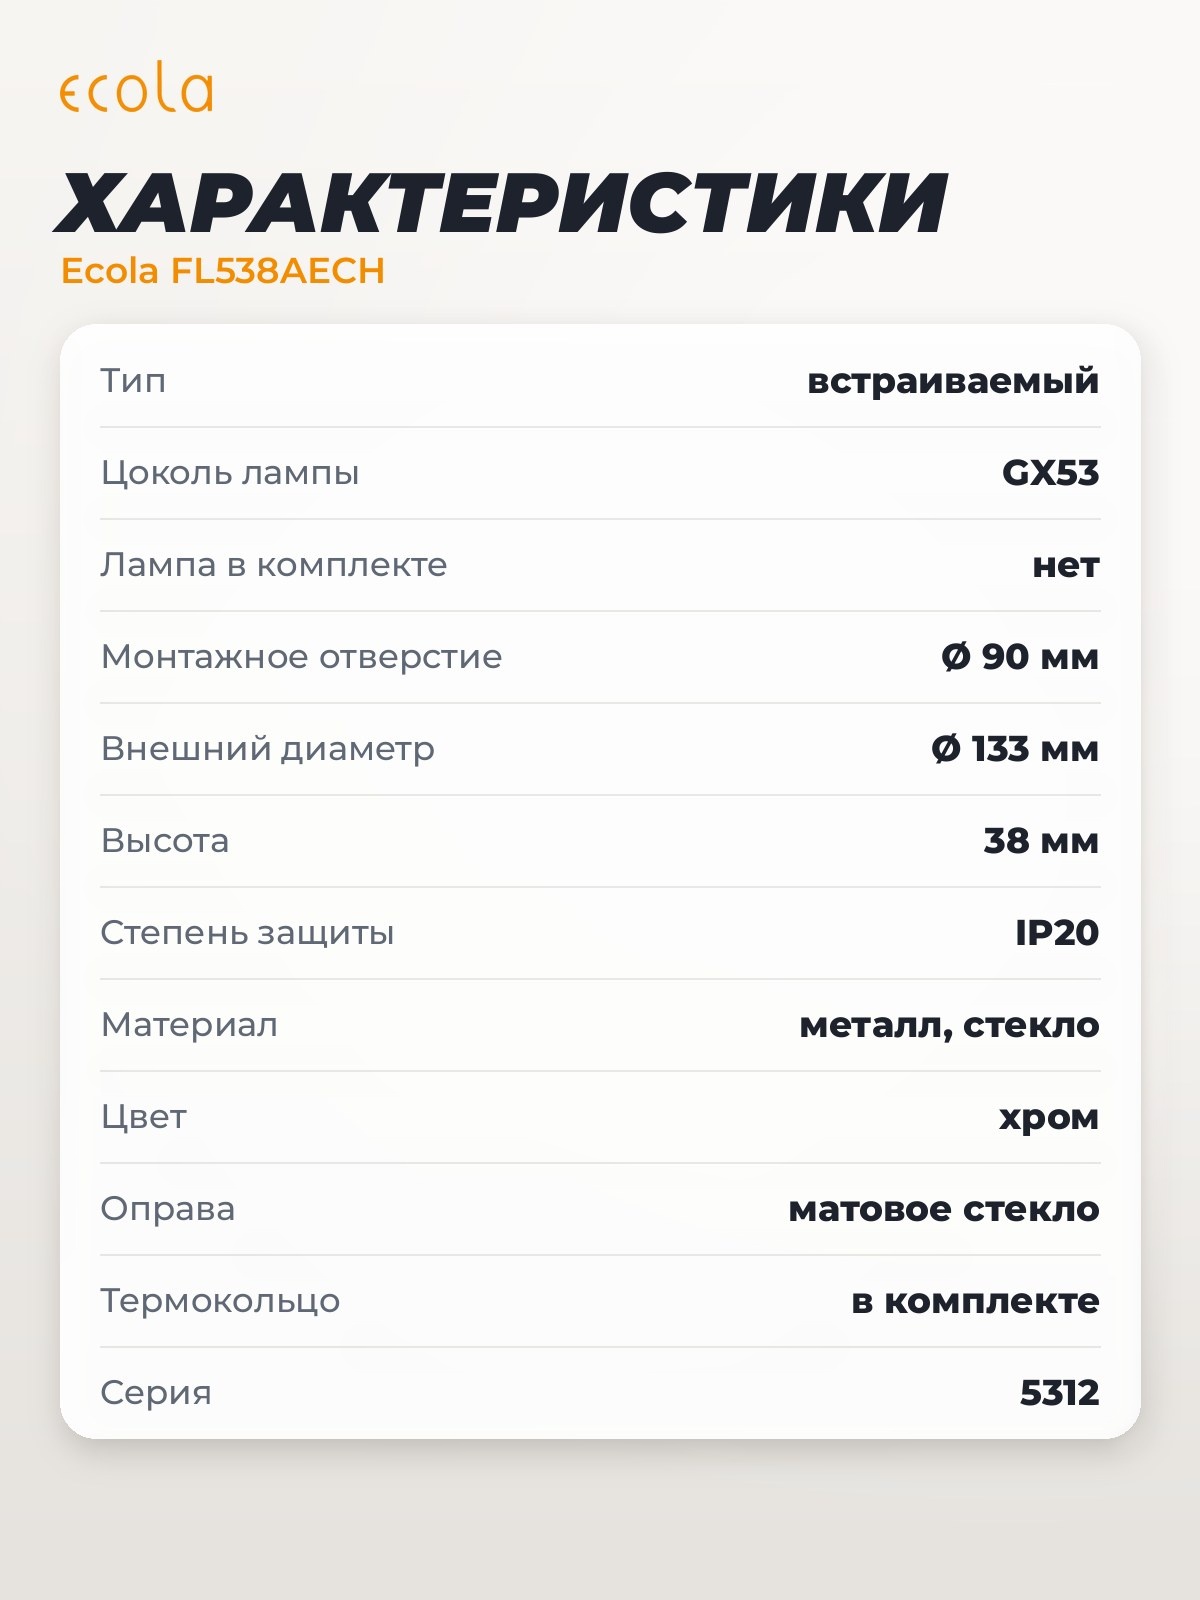 ecola
ХАРАКТЕРИСТИКИ
Ecola FL538AECH
Тип встраиваемый
Цоколь лампы GX53
Лампа в комплекте нет
Монтажное отверстие Ø 90 мм
Внешний диаметр Ø 133 мм
Высота 38 мм
Степень защиты IP20
Материал металл, стекло
Цвет хром
Оправа матовое стекло
Термокольцо в комплекте
Серия 5312